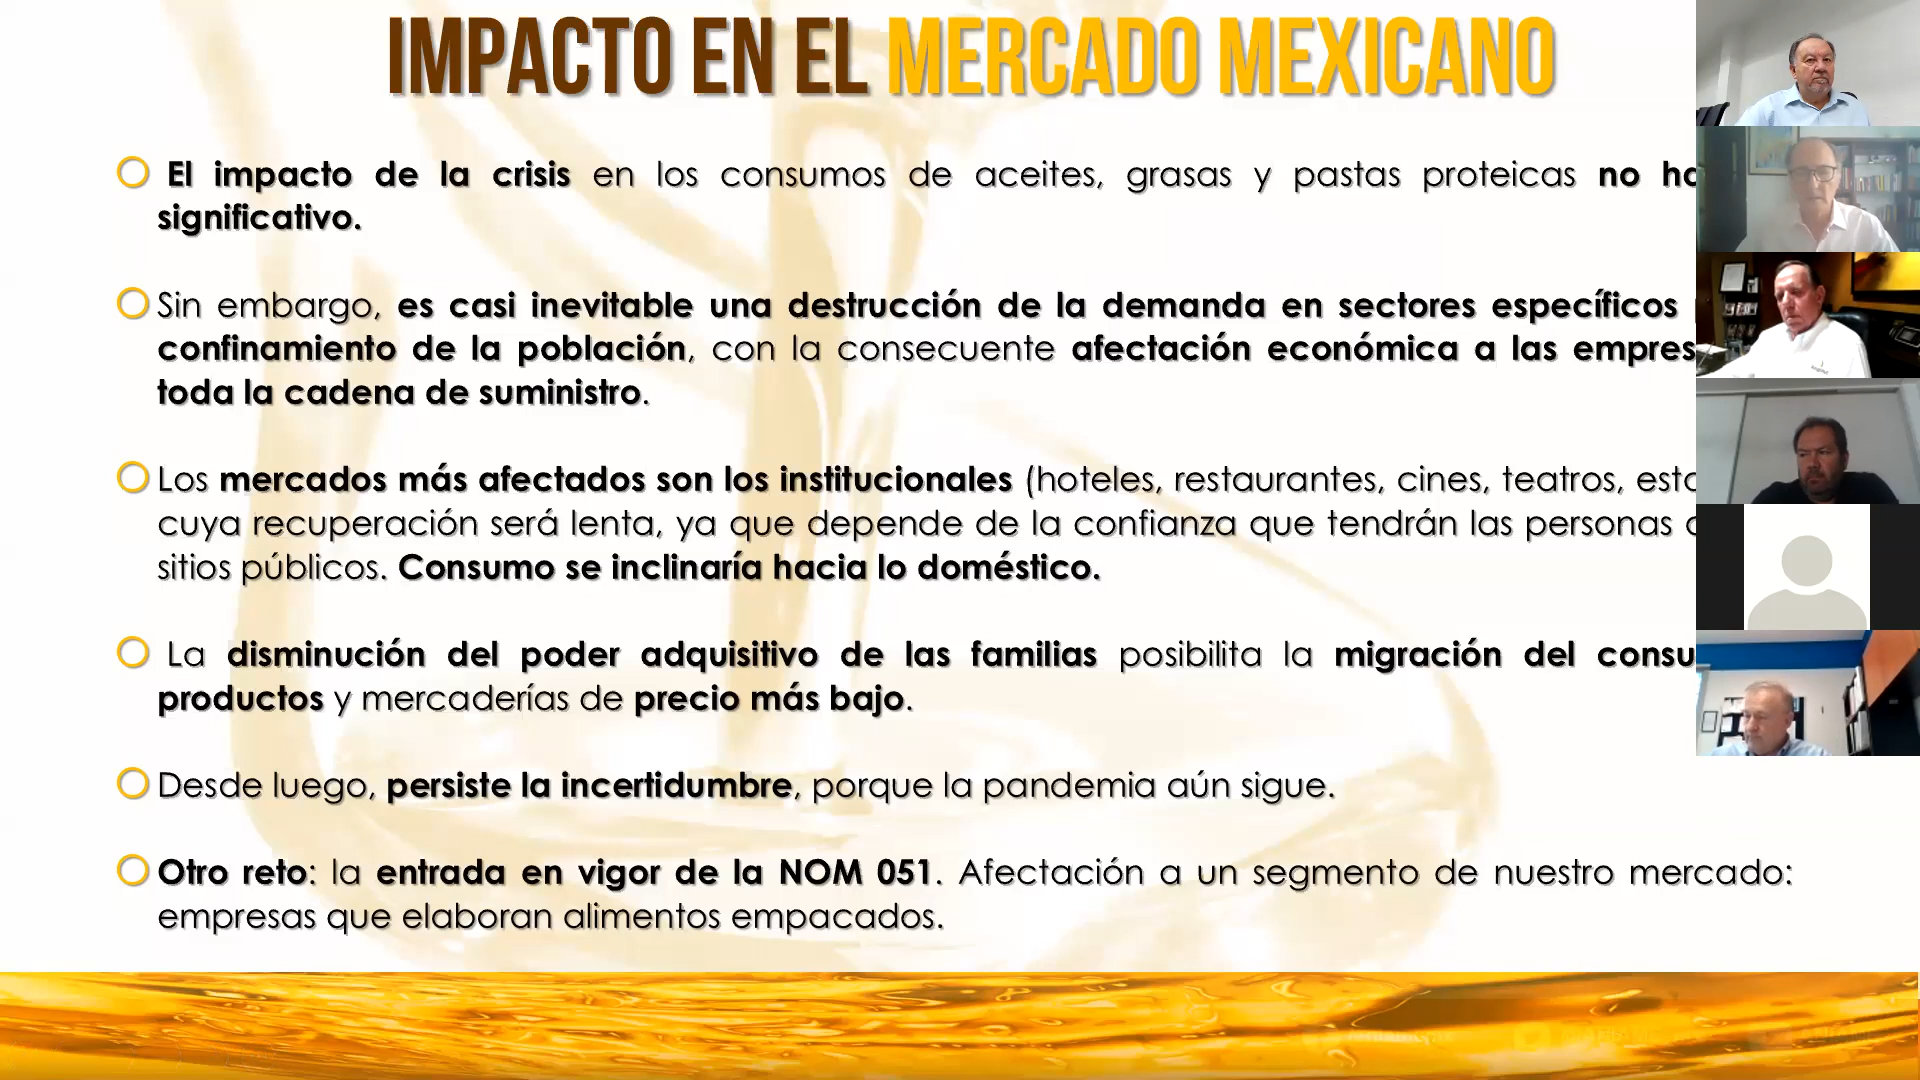 IMPACTO EN EL MERCADO MEXICANO
El impacto de la crisis en los consumos de aceites, grasas y pastas proteicas no
significativo.
Sin embargo, es casi inevitable una destrucción de la demanda en sectores específicos
confinamiento de la población, con la consecuente afectación económica a las
toda la cadena de suministro.
Los mercados más afectados son los institucionales (hoteles, restaurantes, cines, teatros,
cuya recuperación será lenta, ya que depende de la confianza que tendrán las personas
sitios públicos. Consumo se inclinaría hacia lo doméstico.
La disminución del poder adquisitivo de las familias posibilita la migración del
productos y mercaderías de precio más bajo.
Desde luego, persiste la incertidumbre, porque la pandemia aún sigue.
Otro reto: la entrada en vigor de la NOM 051. Afectación a un segmento de nuestro mercado:
empresas que elaboran alimentos empacados.